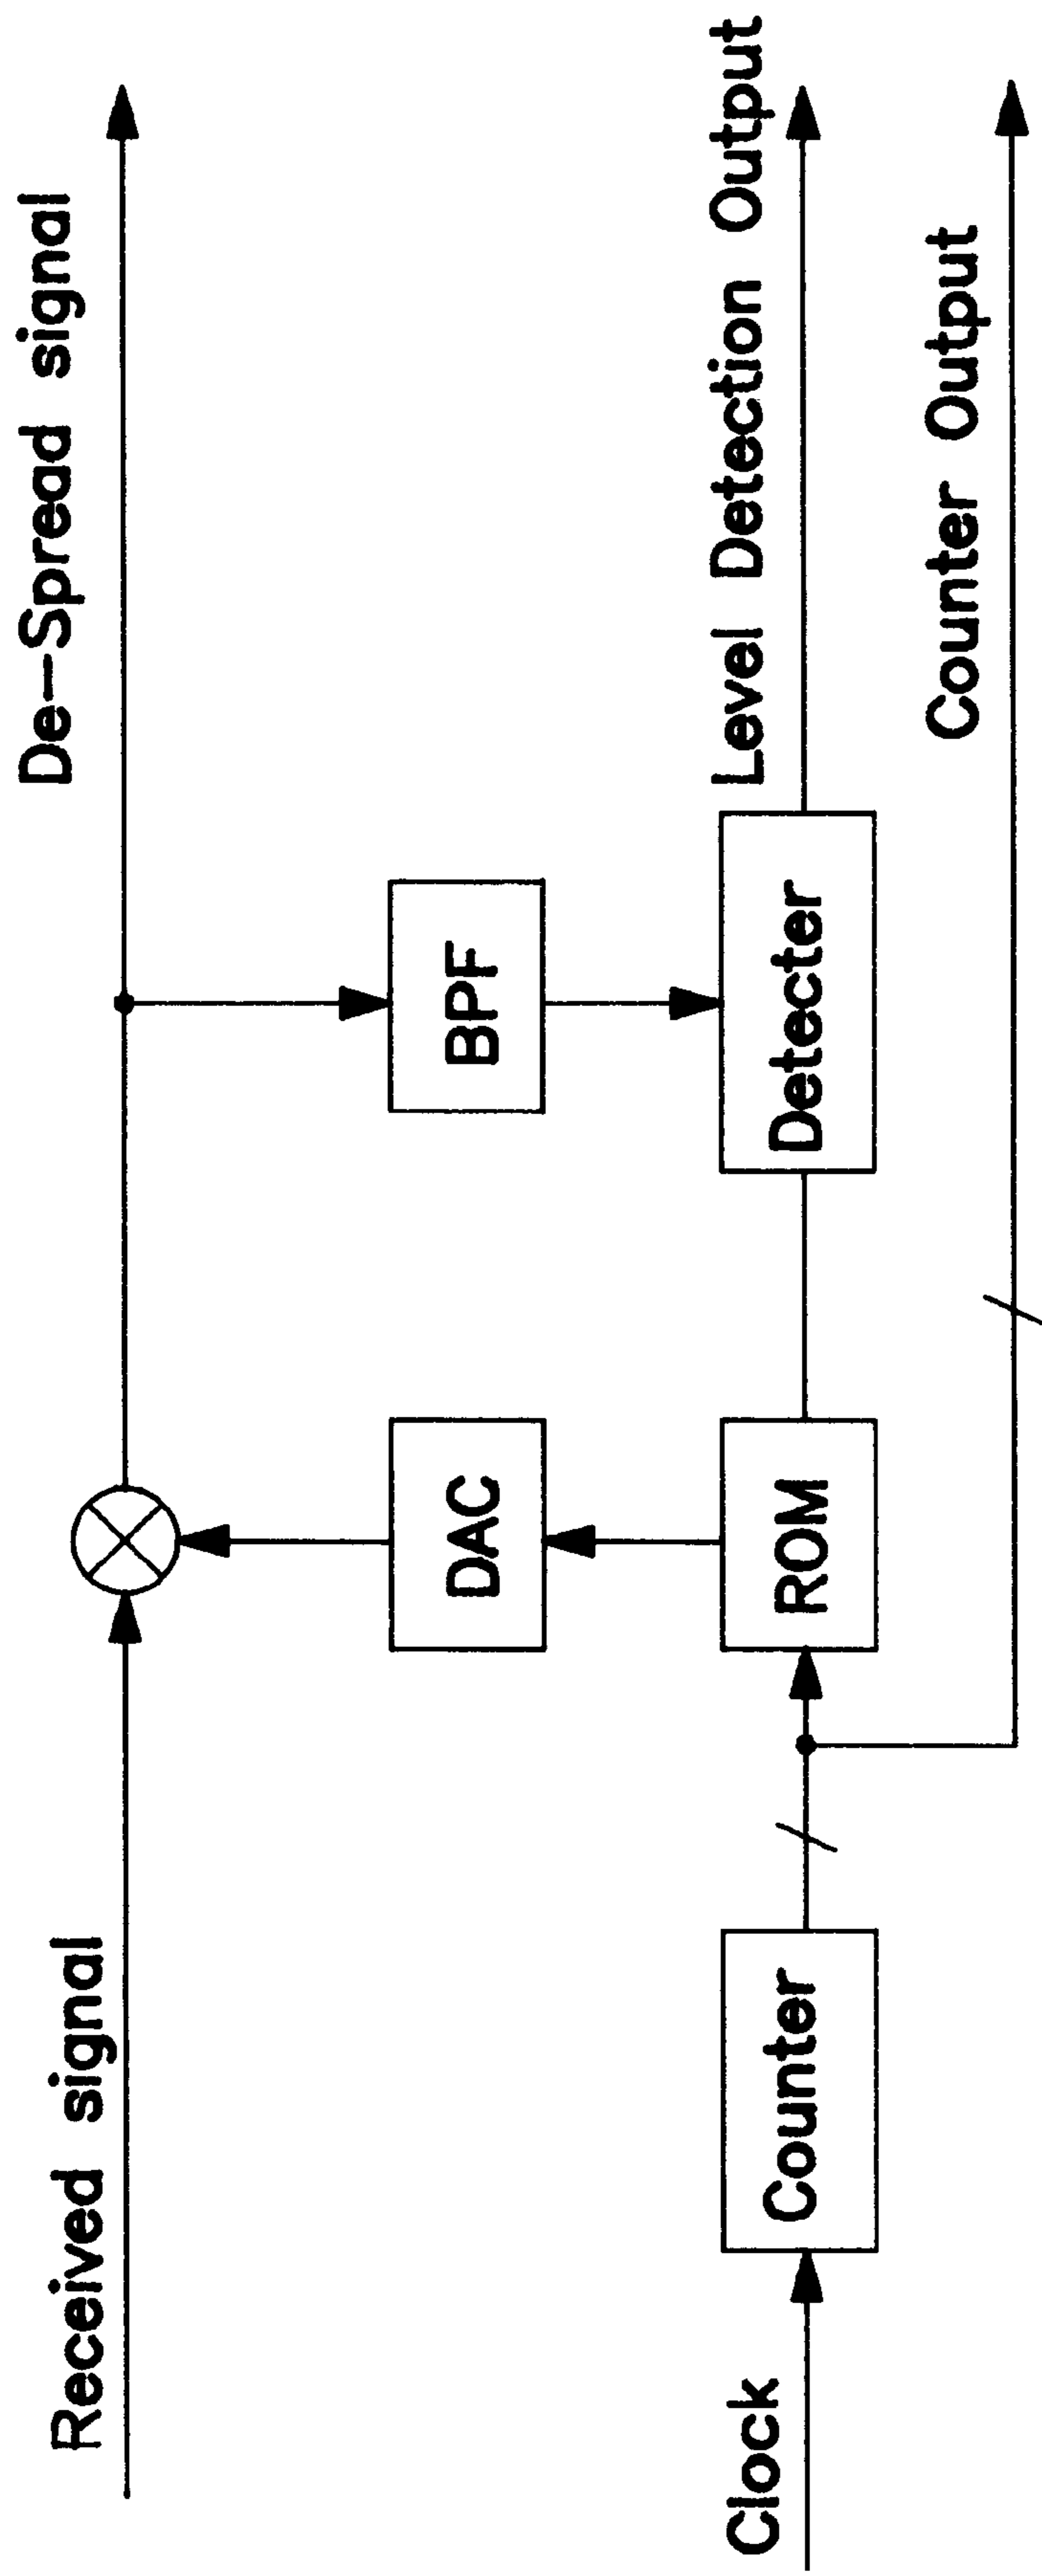 Received signal
De-Spread signal
DAC
BPF
Clock
Counter
ROM
Detecter
Level Detection Output
Counter Output